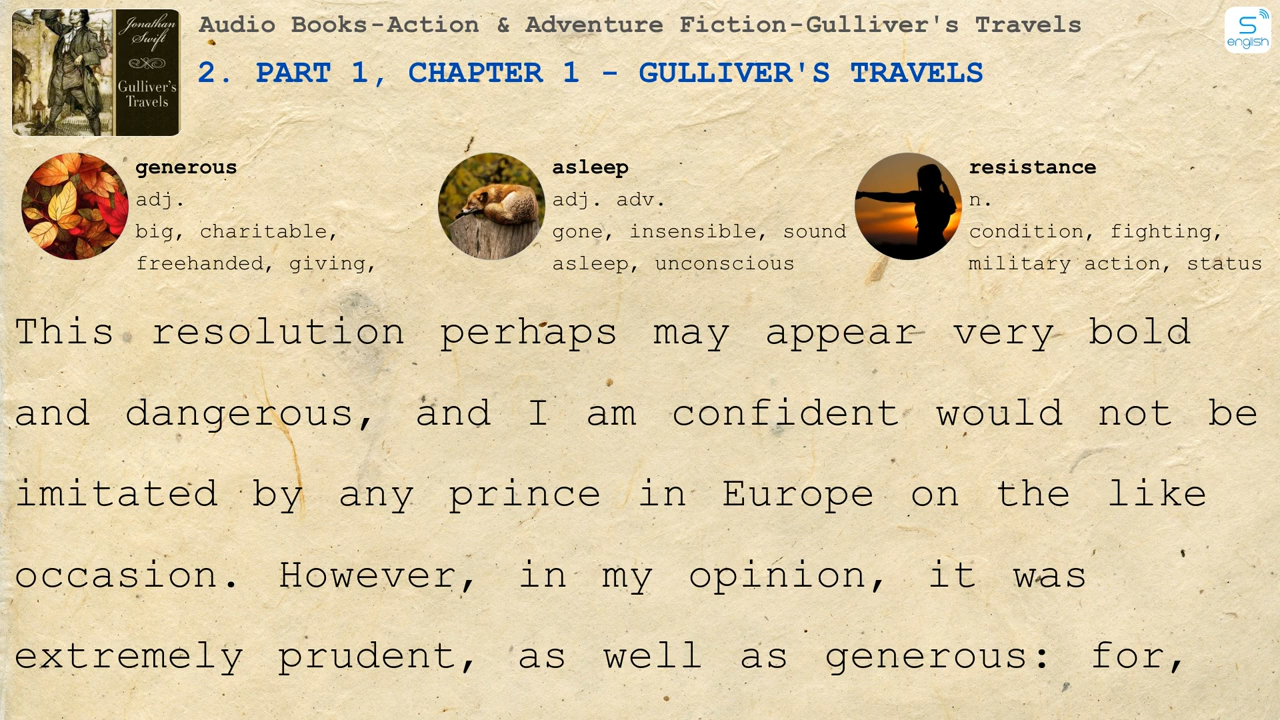 Audio Books-Action & Adventure Fiction-Gulliver's Travels
2. PART 1, CHAPTER 1 - GULLIVER'S TRAVELS
Jonathan
Swift
Gulliver's
Travels
S
english
generous
adj.
big, charitable,
freehanded, giving,
asleep
adj. adv.
gone, insensible, sound
asleep, unconscious
resistance
n.
condition, fighting,
military action, status
This resolution perhaps may appear very bold
and dangerous, and I am confident would not be
imitated by any prince in Europe on the like
occasion. However, in my opinion, it was
extremely prudent, as well as generous: for,